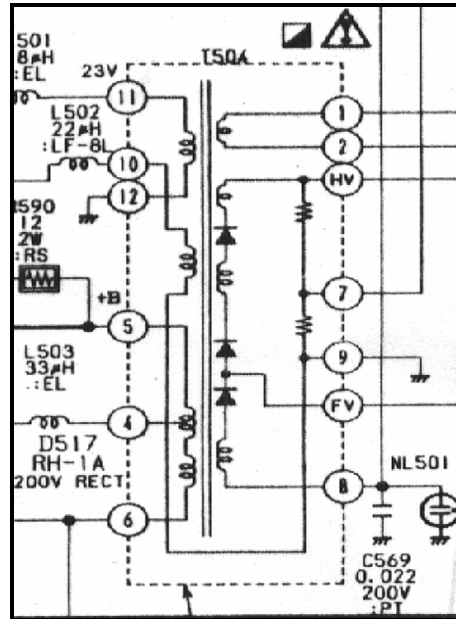 501
8µH
:EL
23V
T504
11
1
L502
22µH
:LF-8L
2
10
HV
12
R590
12
2W
:RS
+B
7
5
L503
33µH
.:EL
9
4
FV
D517
RH-1A
200V RECT
6
8
NL501
C569
0.022
200V
:PT